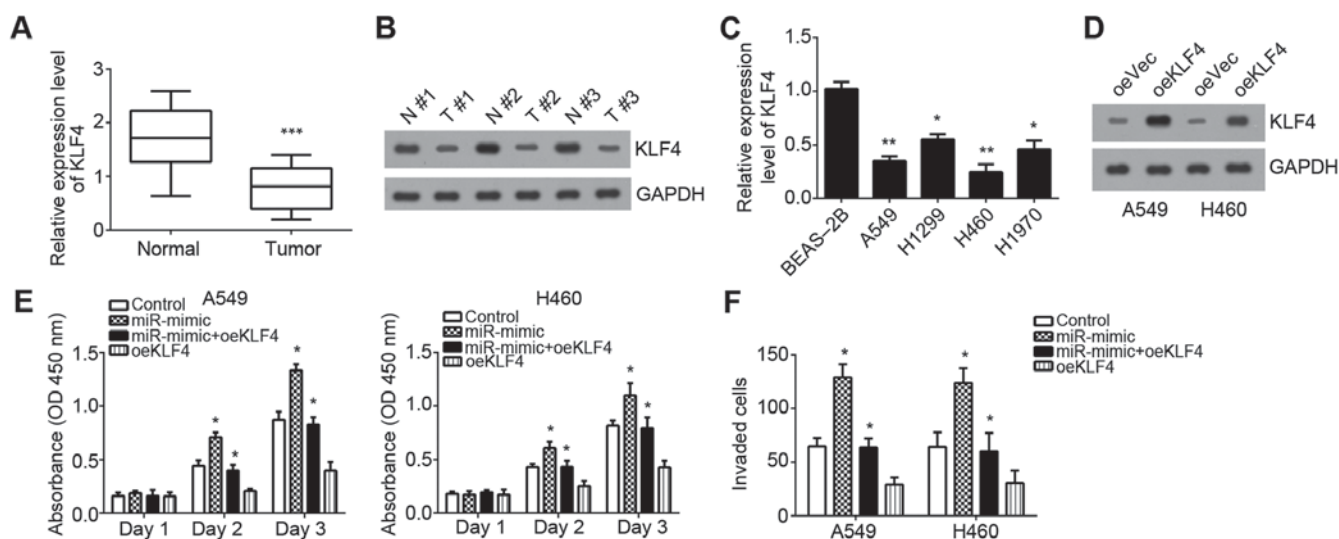 A
Relative expression level
of KLF4
3
2
1
0
***
Normal
Tumor
B
N #1
T #1
N #2
T #2
N #3
T #3
KLF4
GAPDH
C
Relative expression
level of KLF4
1.5
1.0
0.5
0.0
**
*
**
*
BEAS–2B
A549
H1299
H460
H1970
D
oeVec
oeKLF4
oeVec
oeKLF4
KLF4
GAPDH
A549
H460
E
A549
Control
miR-mimic
miR-mimic+oeKLF4
oeKLF4
Absorbance (OD 450 nm)
1.5
1.0
0.5
0.0
*
*
*
*
Day 1
Day 2
Day 3
H460
Control
miR-mimic
miR-mimic+oeKLF4
oeKLF4
Absorbance (OD 450 nm)
1.5
1.0
0.5
0.0
*
*
*
*
Day 1
Day 2
Day 3
F
Control
miR-mimic
miR-mimic+oeKLF4
oeKLF4
Invaded cells
150
100
50
0
*
*
*
*
A549
H460